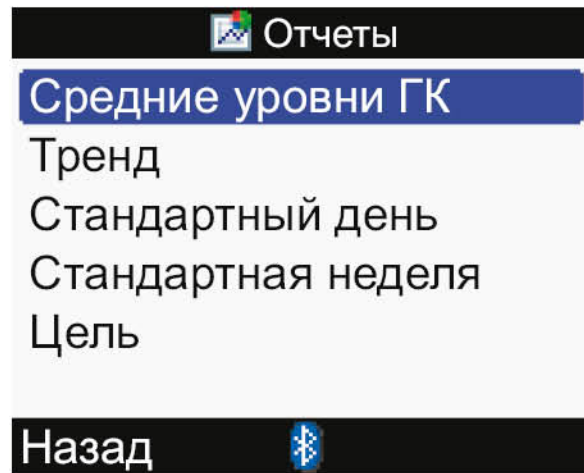 Отчеты
Средние уровни ГК
Тренд
Стандартный день
Стандартная неделя
Цель
Назад